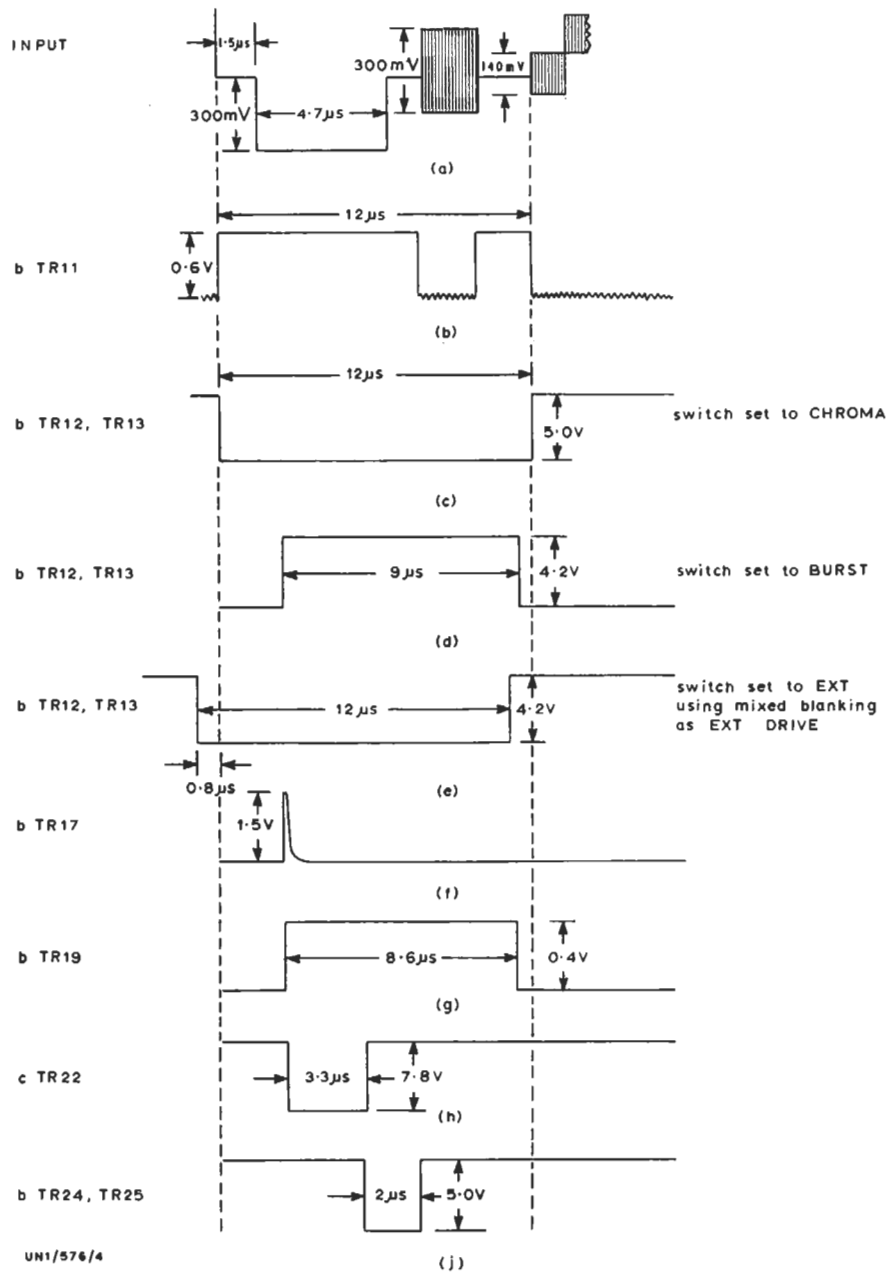 INPUT
1·5µs
300mV
4·7µs
300mV
140mV
(a)
12µs
b TR11
0·6V
(b)
12µs
b TR12, TR13
5·0V
switch set to CHROMA
(c)
b TR12, TR13
9µs
4·2V
switch set to BURST
(d)
b TR12, TR13
12µs
4·2V
switch set to EXT
using mixed blanking
as EXT DRIVE
0·8µs
(e)
b TR17
1·5V
(f)
b TR19
8·6µs
0·4V
(g)
c TR22
3·3µs
7·8V
(h)
b TR24, TR25
2µs
5·0V
UN1/576/4
(j)